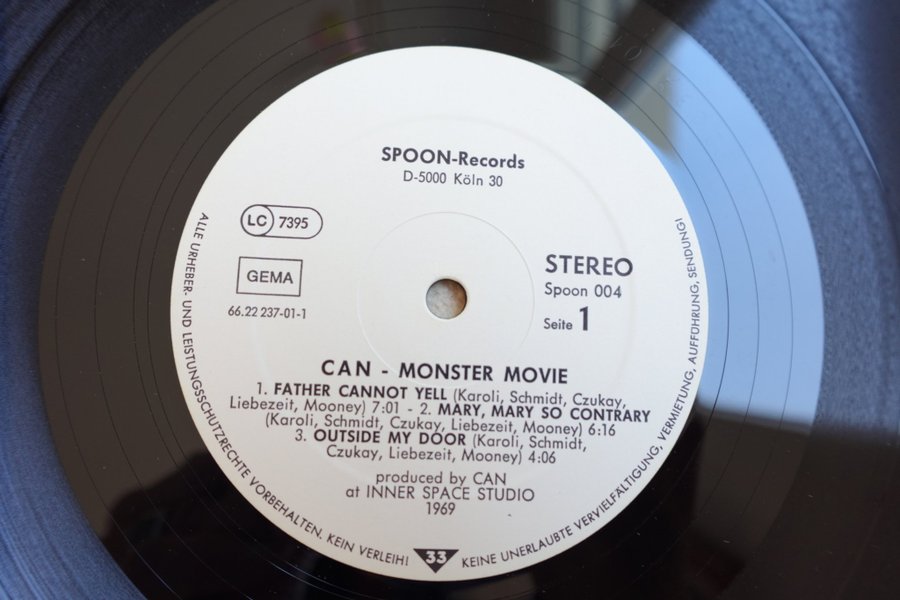 SPOON-Records
D-5000 Köln 30
LC 7395
GEMA
66.22 237-01-1
STEREO
Spoon 004
Seite 1
CAN - MONSTER MOVIE
1. FATHER CANNOT YELL (Karoli, Schmidt, Czukay,
Liebezeit, Mooney) 7:01 - 2. MARY, MARY SO CONTRARY
(Karoli, Schmidt, Czukay, Liebezeit, Mooney) 6:16
3. OUTSIDE MY DOOR (Karoli, Schmidt,
Czukay, Liebezeit, Mooney) 4:06
produced by CAN
at INNER SPACE STUDIO
1969
ALLE URHEBER- UND LEISTUNGSSCHUTZRECHTE VORBEHALTEN. KEIN VERLEIH!
33
KEINE UNERLAUBTE VERVIELFÄLTIGUNG, VERMIETUNG, AUFFÜHRUNG, SENDUNG!